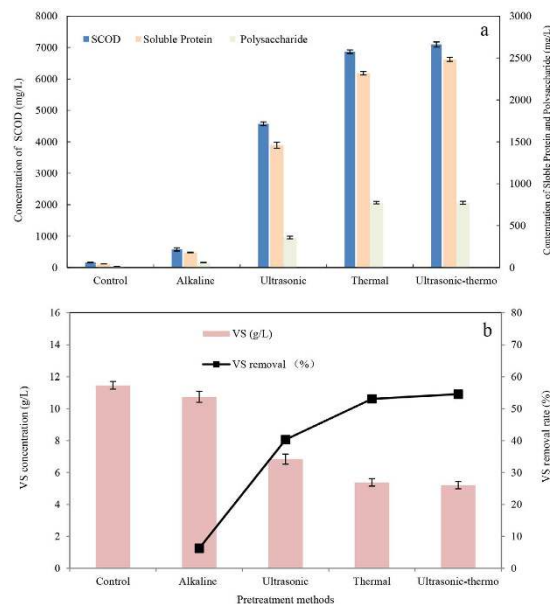 a
SCOD Soluble Protein Polysaccharide
Concentration of SCOD (mg/L)
8000
7000
6000
5000
4000
3000
2000
1000
0
Contentration of Sloble Protein and Polysaccharide (mg/L)
3000
2500
2000
1500
1000
500
0
Control Alkaline Ultrasonic Thermal Ultrasonic-thermo
b
VS (g/L)
VS removal (%)
VS concentration (g/L)
16
14
12
10
8
6
4
2
0
VS removal rate (%)
80
70
60
50
40
30
20
10
0
Control Alkaline Ultrasonic Thermal Ultrasonic-thermo
Pretreatment methods